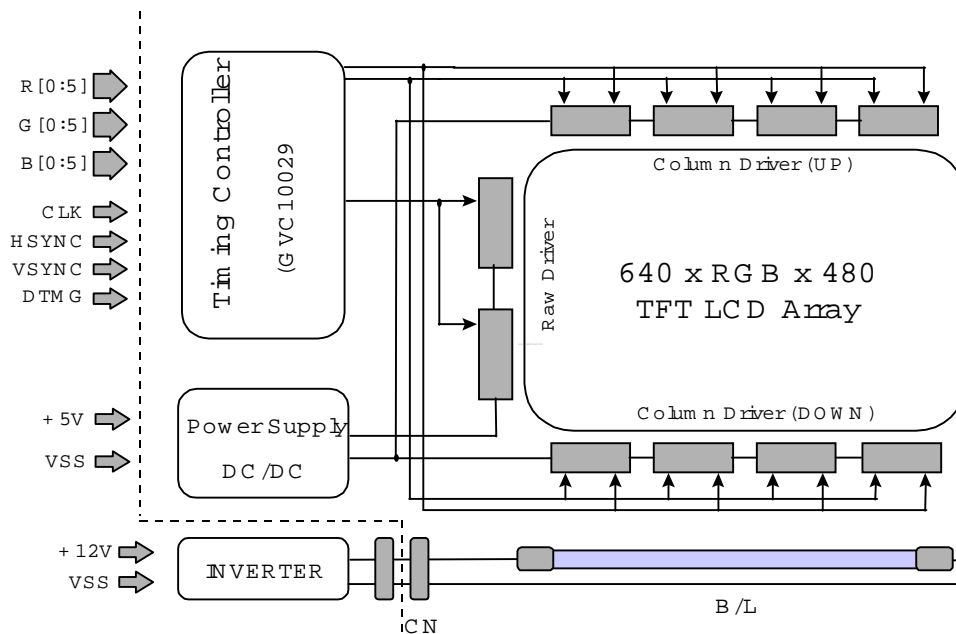 R[0:5]
G[0:5]
B[0:5]
CLK
HSYNC
VSYNC
DTMG
+5V
VSS
+12V
VSS
Timing Controller
(GVC10029)
Power Supply
DC/DC
INVERTER
CN
Raw Driver
Column Driver(UP)
640 x RGB x 480
TFT LCD Array
Column Driver(DOWN)
B/L